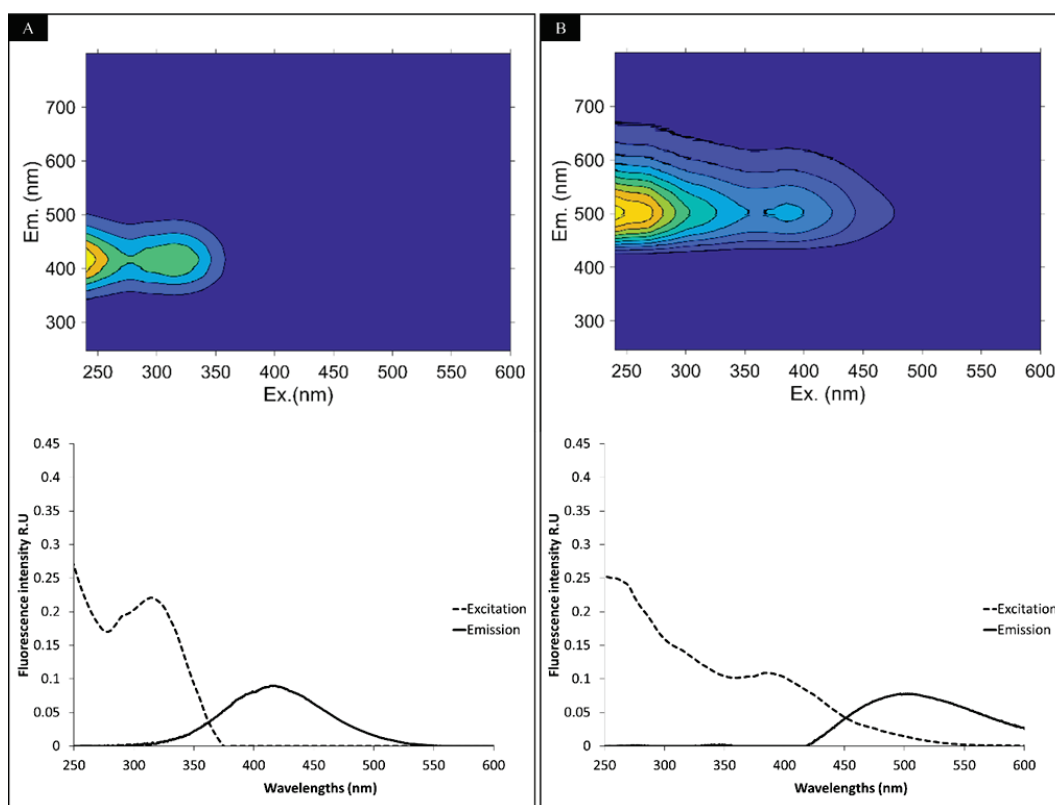 A
700
600
500
400
300
Em. (nm)
250 300 350 400 450 500 550 600
Ex.(nm)
0.45
0.4
0.35
0.3
0.25
0.2
0.15
0.1
0.05
0
Fluorescence intensity R.U
Excitation
Emission
250 300 350 400 450 500 550 600
Wavelengths (nm)
B
700
600
500
400
300
Em. (nm)
250 300 350 400 450 500 550 600
Ex. (nm)
0.45
0.4
0.35
0.3
0.25
0.2
0.15
0.1
0.05
0
Fluorescence intensity R.U
Excitation
Emission
250 300 350 400 450 500 550 600
Wavelengths (nm)